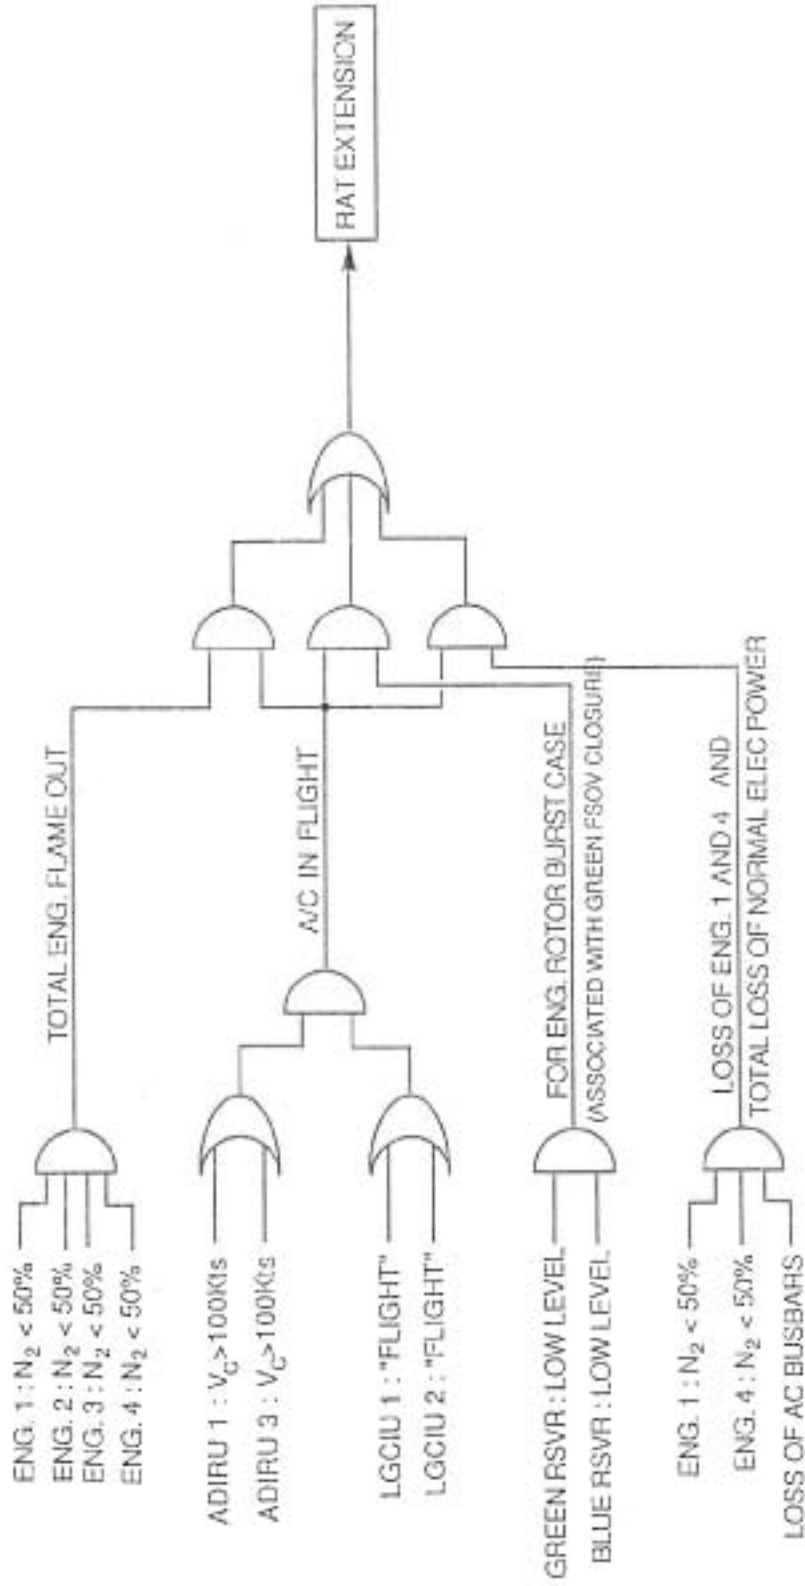 ENG. 1 : N2 < 50%
ENG. 2 : N2 < 50%
ENG. 3 : N2 < 50%
ENG. 4 : N2 < 50%
TOTAL ENG. FLAME OUT
ADIRU 1 : VC>100Kts
ADIRU 3 : VC>100Kts
A/C IN FLIGHT
LGCIU 1 : "FLIGHT"
LGCIU 2 : "FLIGHT"
RAT EXTENSION
GREEN RSVR : LOW LEVEL
BLUE RSVR : LOW LEVEL
FOR ENG. ROTOR BURST CASE
(ASSOCIATED WITH GREEN FSOV CLOSURE)
ENG. 1 : N2 < 50%
ENG. 4 : N2 < 50%
LOSS OF AC BUSBARS
LOSS OF ENG. 1 AND 4 AND
TOTAL LOSS OF NORMAL ELEC POWER